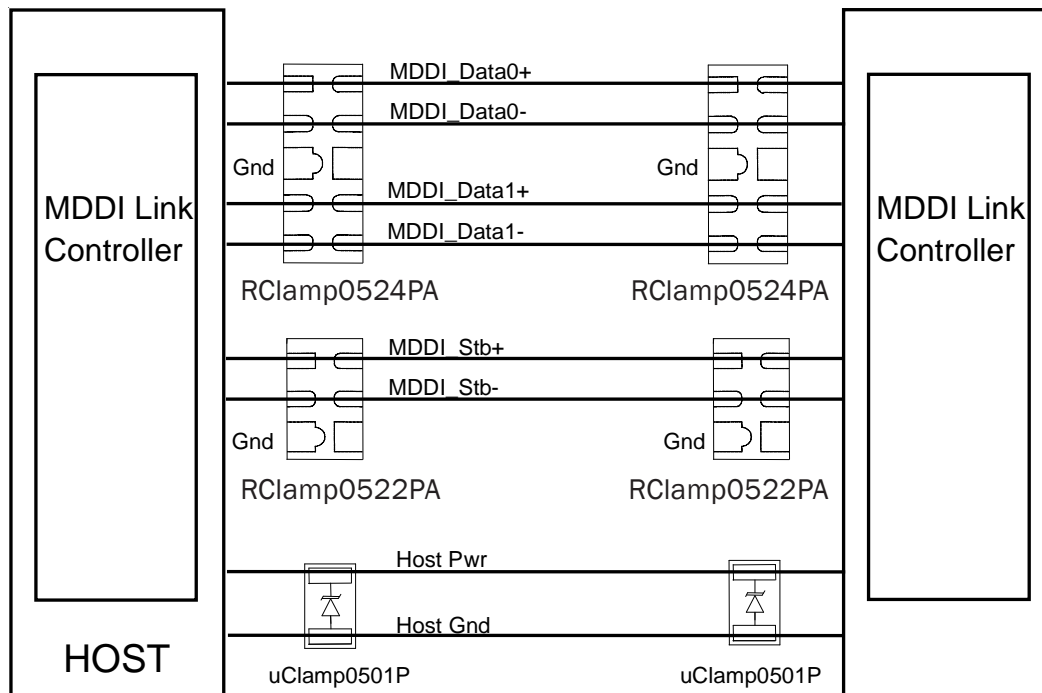 MDDI_Data0+
MDDI_Data0-
Gnd
Gnd
MDDI_Data1+
MDDI_Data1-
MDDI Link
Controller
MDDI Link
Controller
RClamp0524PA
RClamp0524PA
MDDI_Stb+
MDDI_Stb-
Gnd
Gnd
RClamp0522PA
RClamp0522PA
Host Pwr
Host Gnd
HOST
uClamp0501P
uClamp0501P